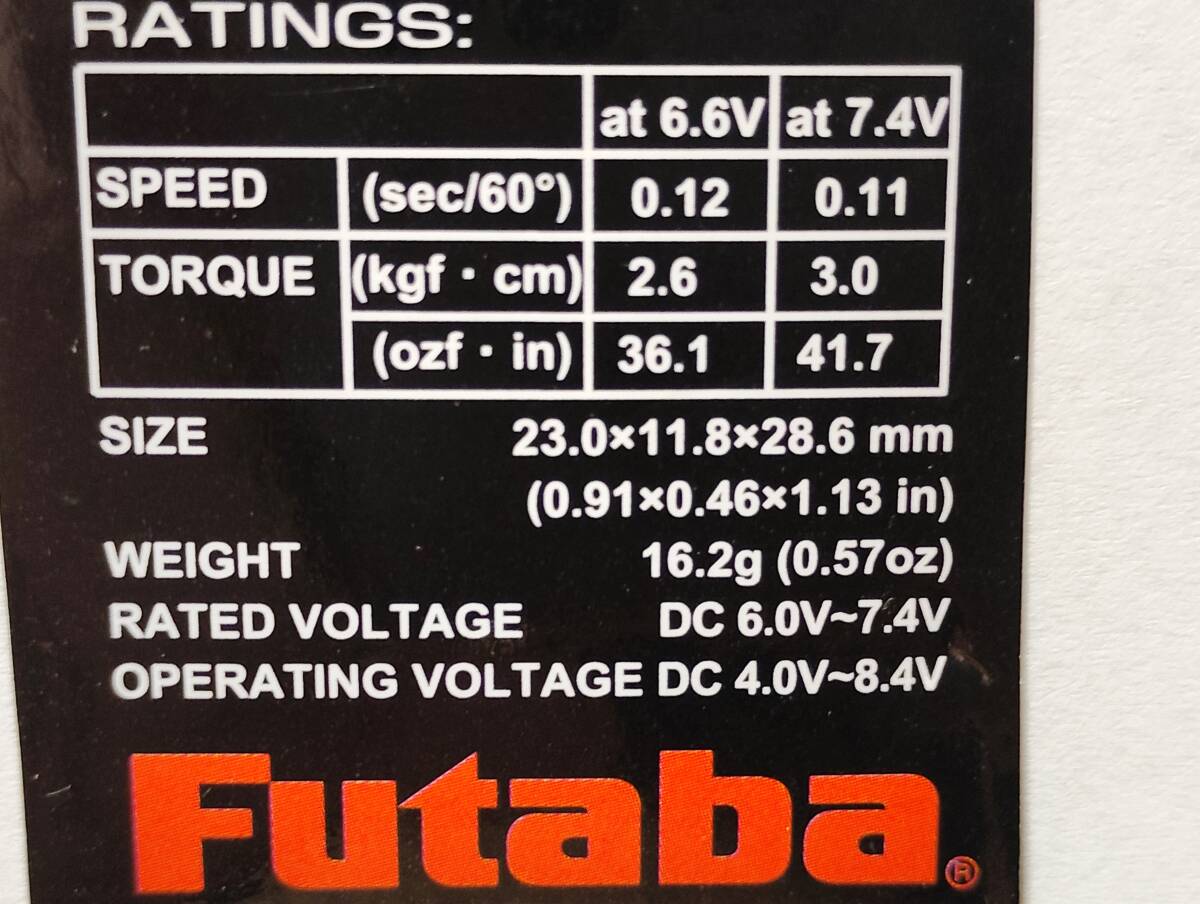 RATINGS:
at 6.6V at 7.4V
SPEED (sec/60°) 0.12 0.11
TORQUE (kgf・cm) 2.6 3.0
(ozf・in) 36.1 41.7
SIZE 23.0×11.8×28.6 mm
(0.91×0.46×1.13 in)
WEIGHT 16.2g (0.57oz)
RATED VOLTAGE DC 6.0V~7.4V
OPERATING VOLTAGE DC 4.0V~8.4V
Futaba®